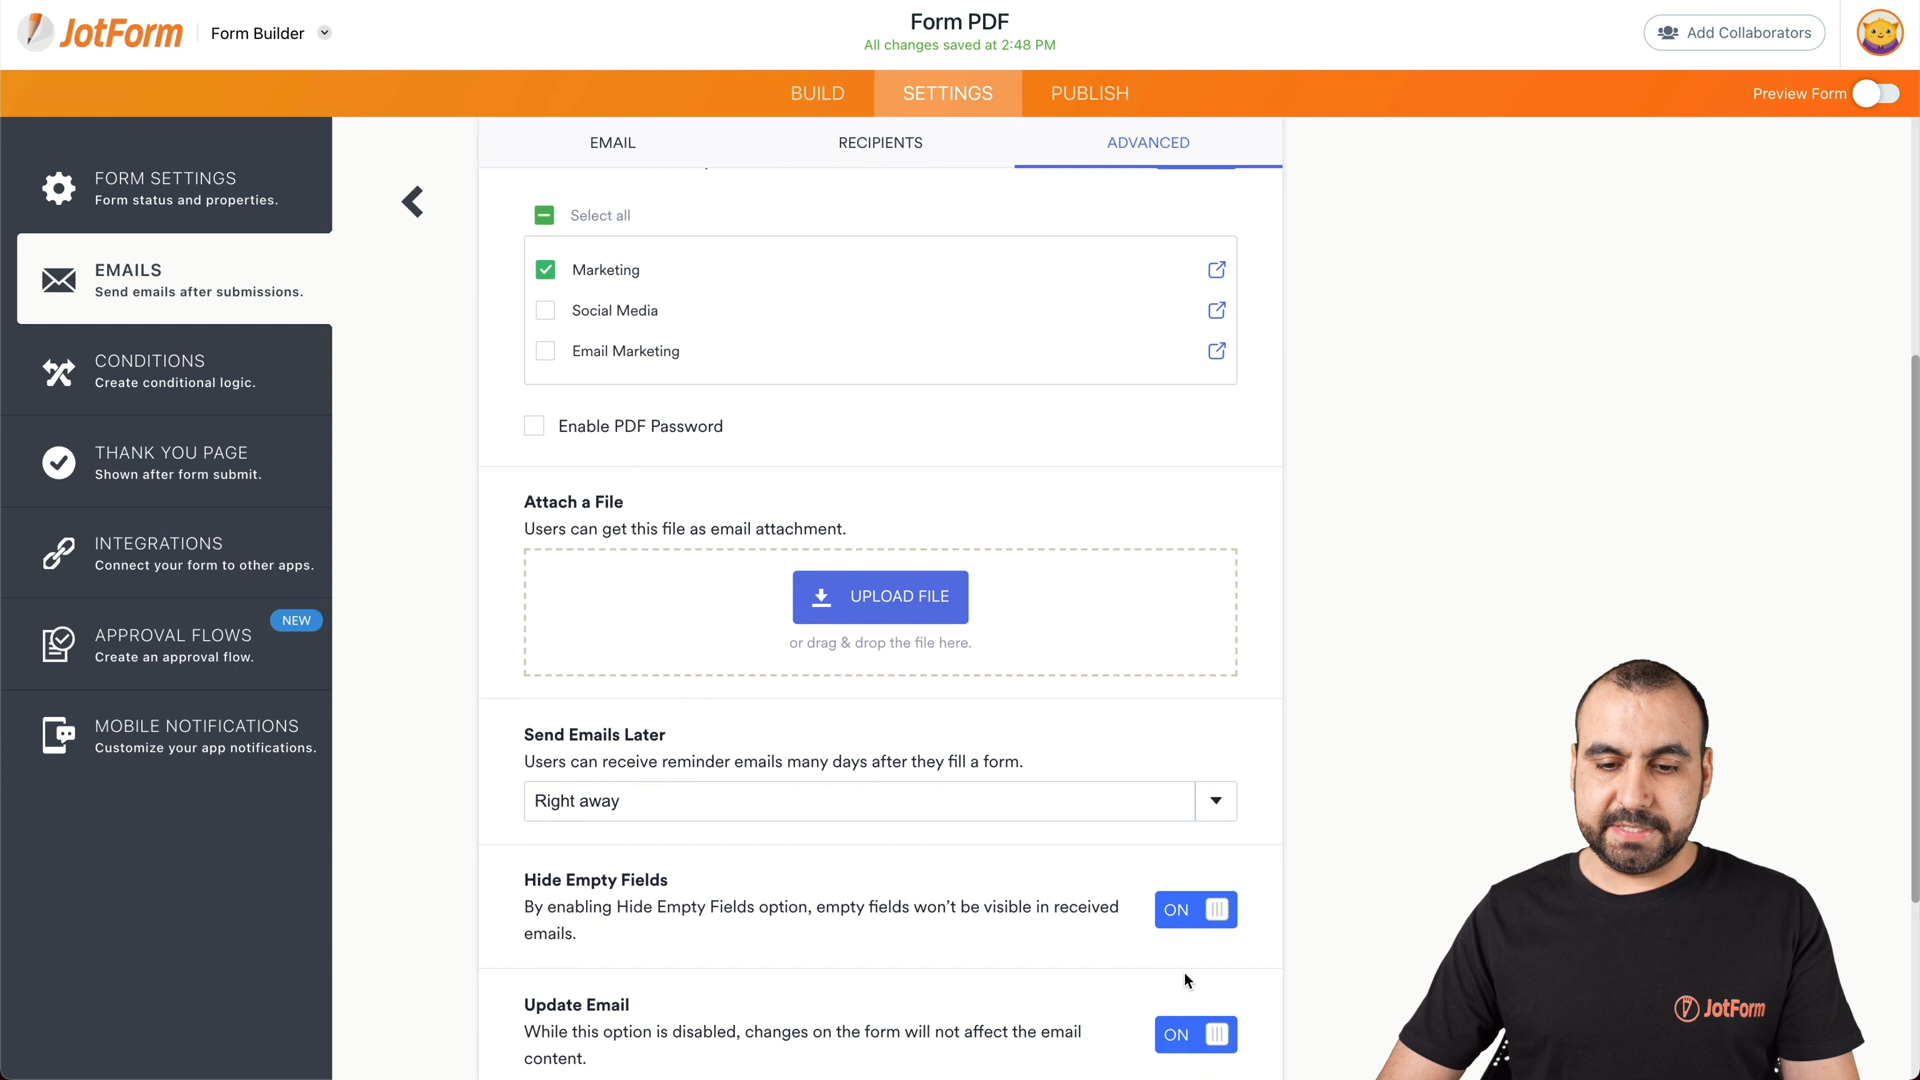 JotForm
Form Builder
Form PDF
All changes saved at 2:48 PM
Add Collaborators
BUILD
SETTINGS
PUBLISH
Preview Form
FORM SETTINGS
Form status and properties.
EMAILS
Send emails after submissions.
CONDITIONS
Create conditional logic.
THANK YOU PAGE
Shown after form submit.
INTEGRATIONS
Connect your form to other apps.
NEW
APPROVAL FLOWS
Create an approval flow.
MOBILE NOTIFICATIONS
Customize your app notifications.
EMAIL
RECIPIENTS
ADVANCED
Select all
Marketing
Social Media
Email Marketing
Enable PDF Password
Attach a File
Users can get this file as email attachment.
UPLOAD FILE
or drag & drop the file here.
Send Emails Later
Users can receive reminder emails many days after they fill a form.
Right away
Hide Empty Fields
By enabling Hide Empty Fields option, empty fields won't be visible in received
emails.
ON
Update Email
While this option is disabled, changes on the form will not affect the email
content.
ON
JotForm